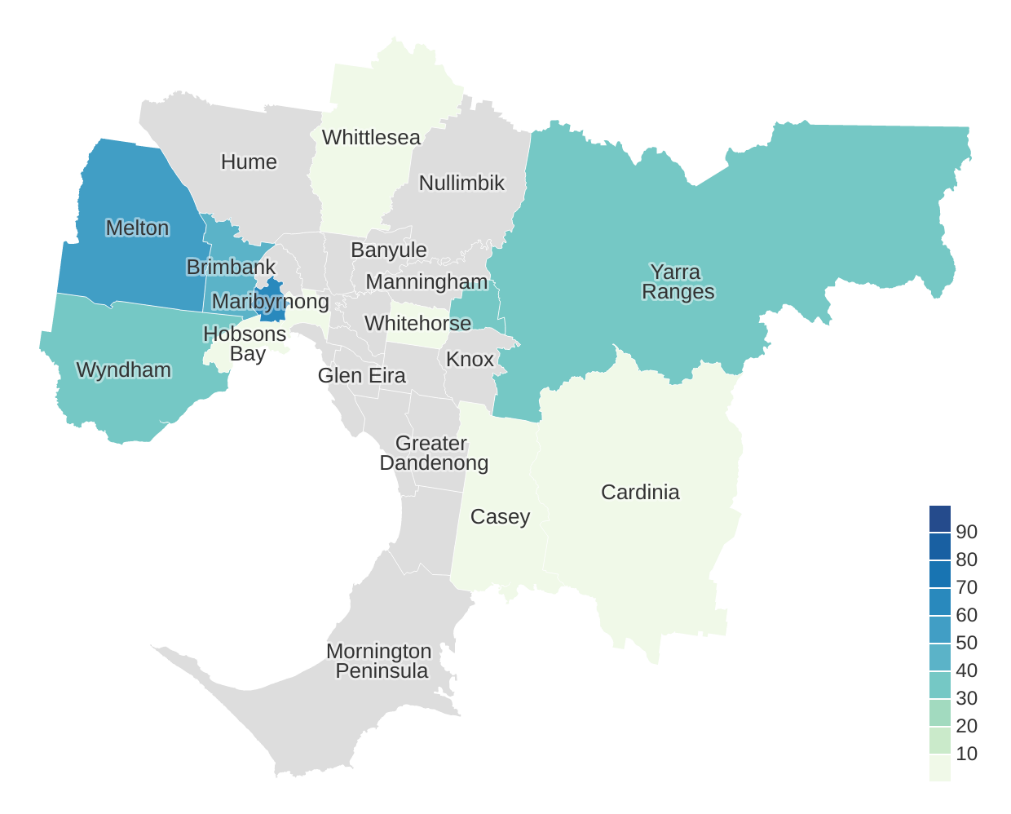 Whittlesea
Hume
Nullimbik
Melton
Banyule
Brimbank
Manningham
Yarra
Ranges
Maribyrnong
Whitehorse
Hobsons
Bay
Knox
Wyndham
Glen Eira
Greater
Dandenong
Cardinia
Casey
Mornington
Peninsula
90
80
70
60
50
40
30
20
10